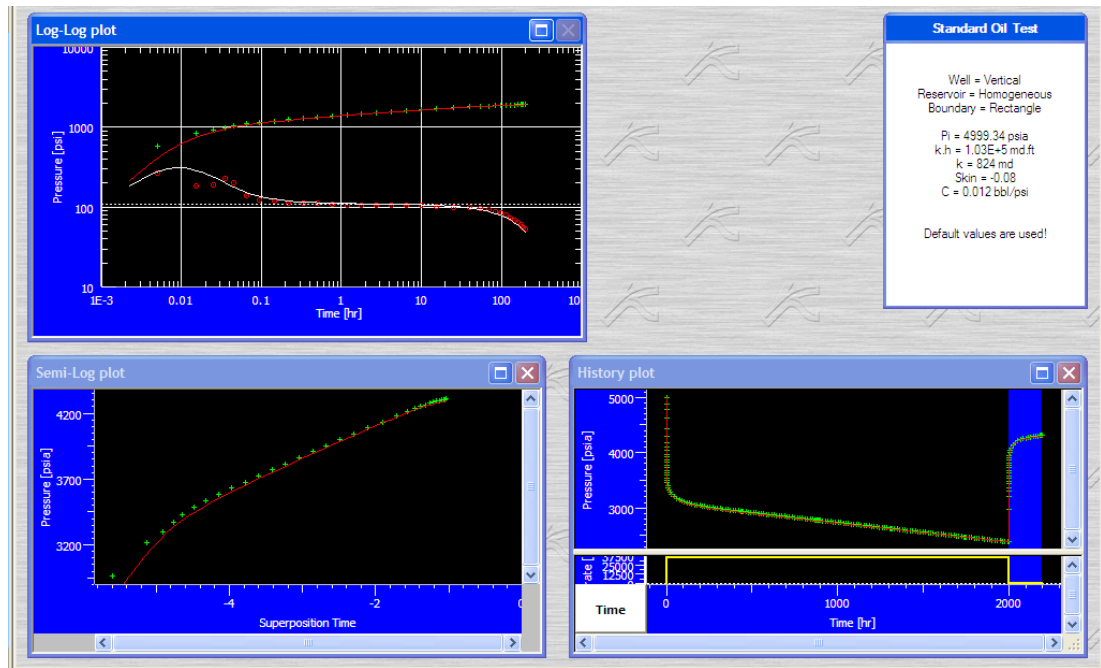 Log-Log plot
Standard Oil Test
10000
1000
100
10
Pressure [psi]
1E-3
0.01
0.1
1
10
100
10
Time [hr]
Well = Vertical
Reservoir = Homogeneous
Boundary = Rectangle
Pi = 4999.34 psia
k.h = 1.03E+5 md.ft
k = 824 md
Skin = -0.08
C = 0.012 bbl/psi
Default values are used!
Semi-Log plot
4200
3700
3200
Pressure [psia]
-4
-2
Superposition Time
History plot
5000
4000
3000
Pressure [psia]
37500
25000
12500
0
ate [
Time
0
1000
2000
Time [hr]